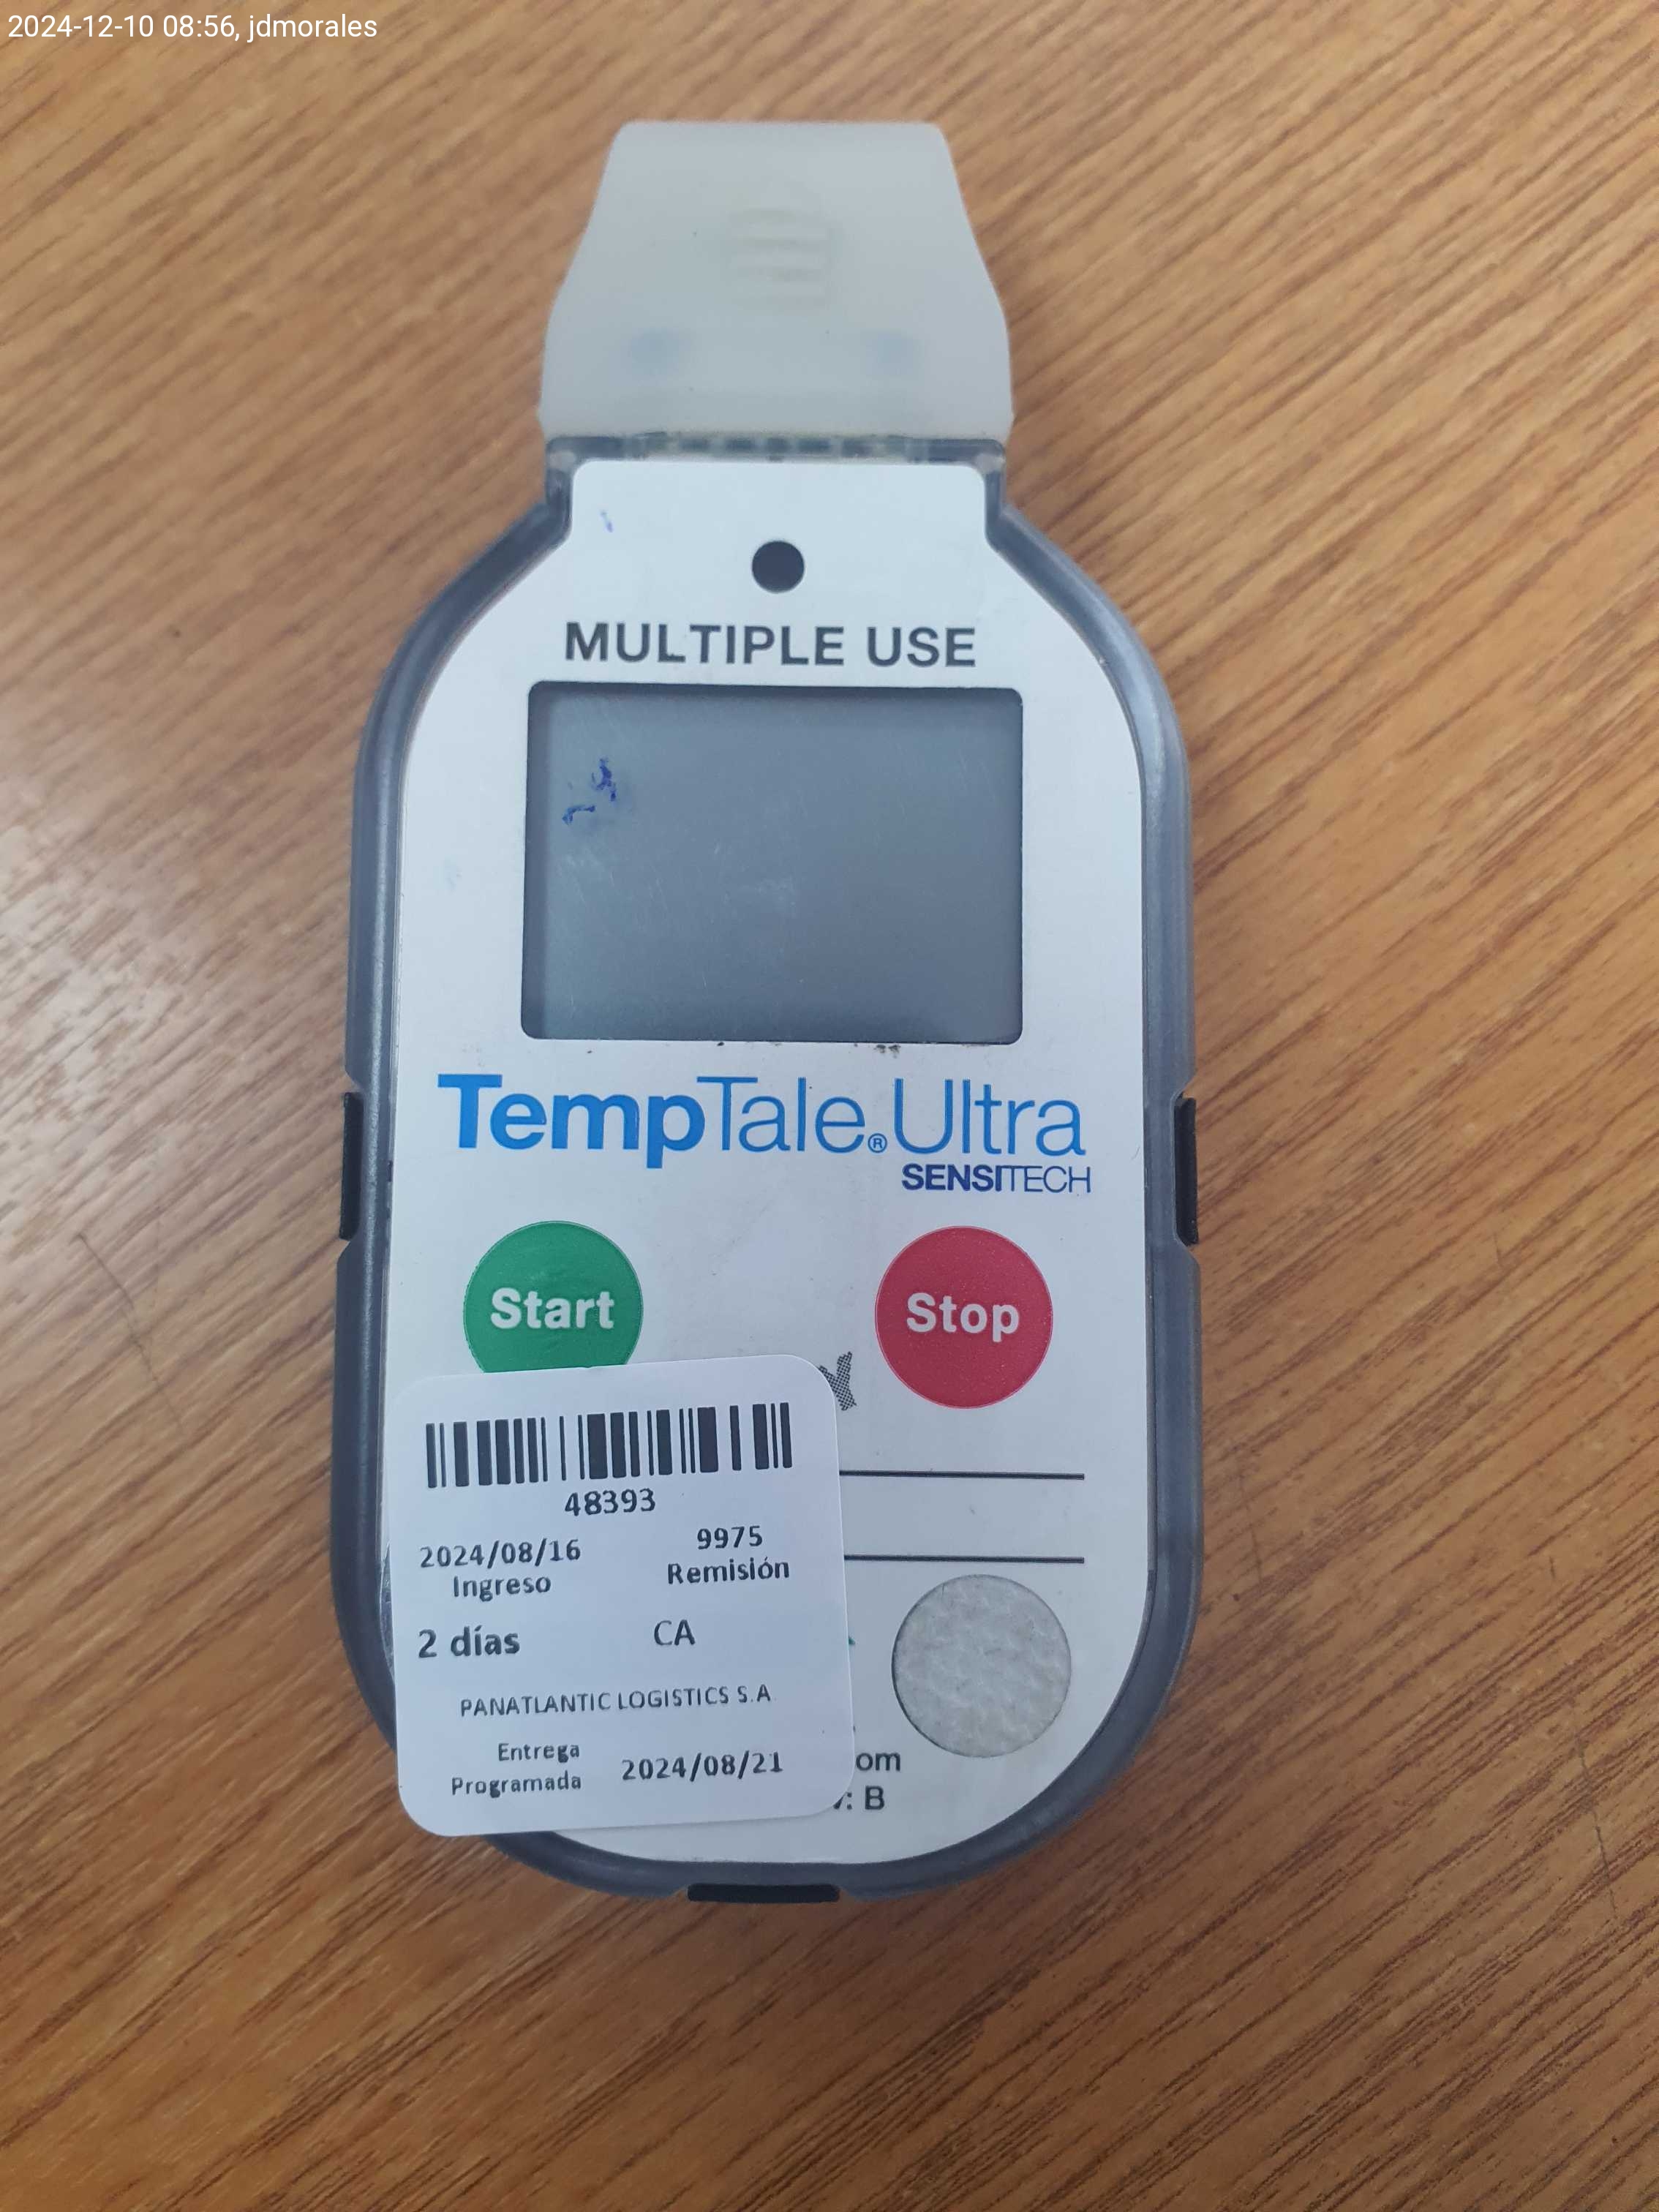 2024-12-10 08:56, jdmorales
MULTIPLE USE
TempTale® Ultra
SENSITECH
Start
Stop
48393
2024/08/16
Ingreso
9975
Remisión
2 días
CA
PANATLANTIC LOGISTICS S.A
Entrega
Programada
2024/08/21
om
: B